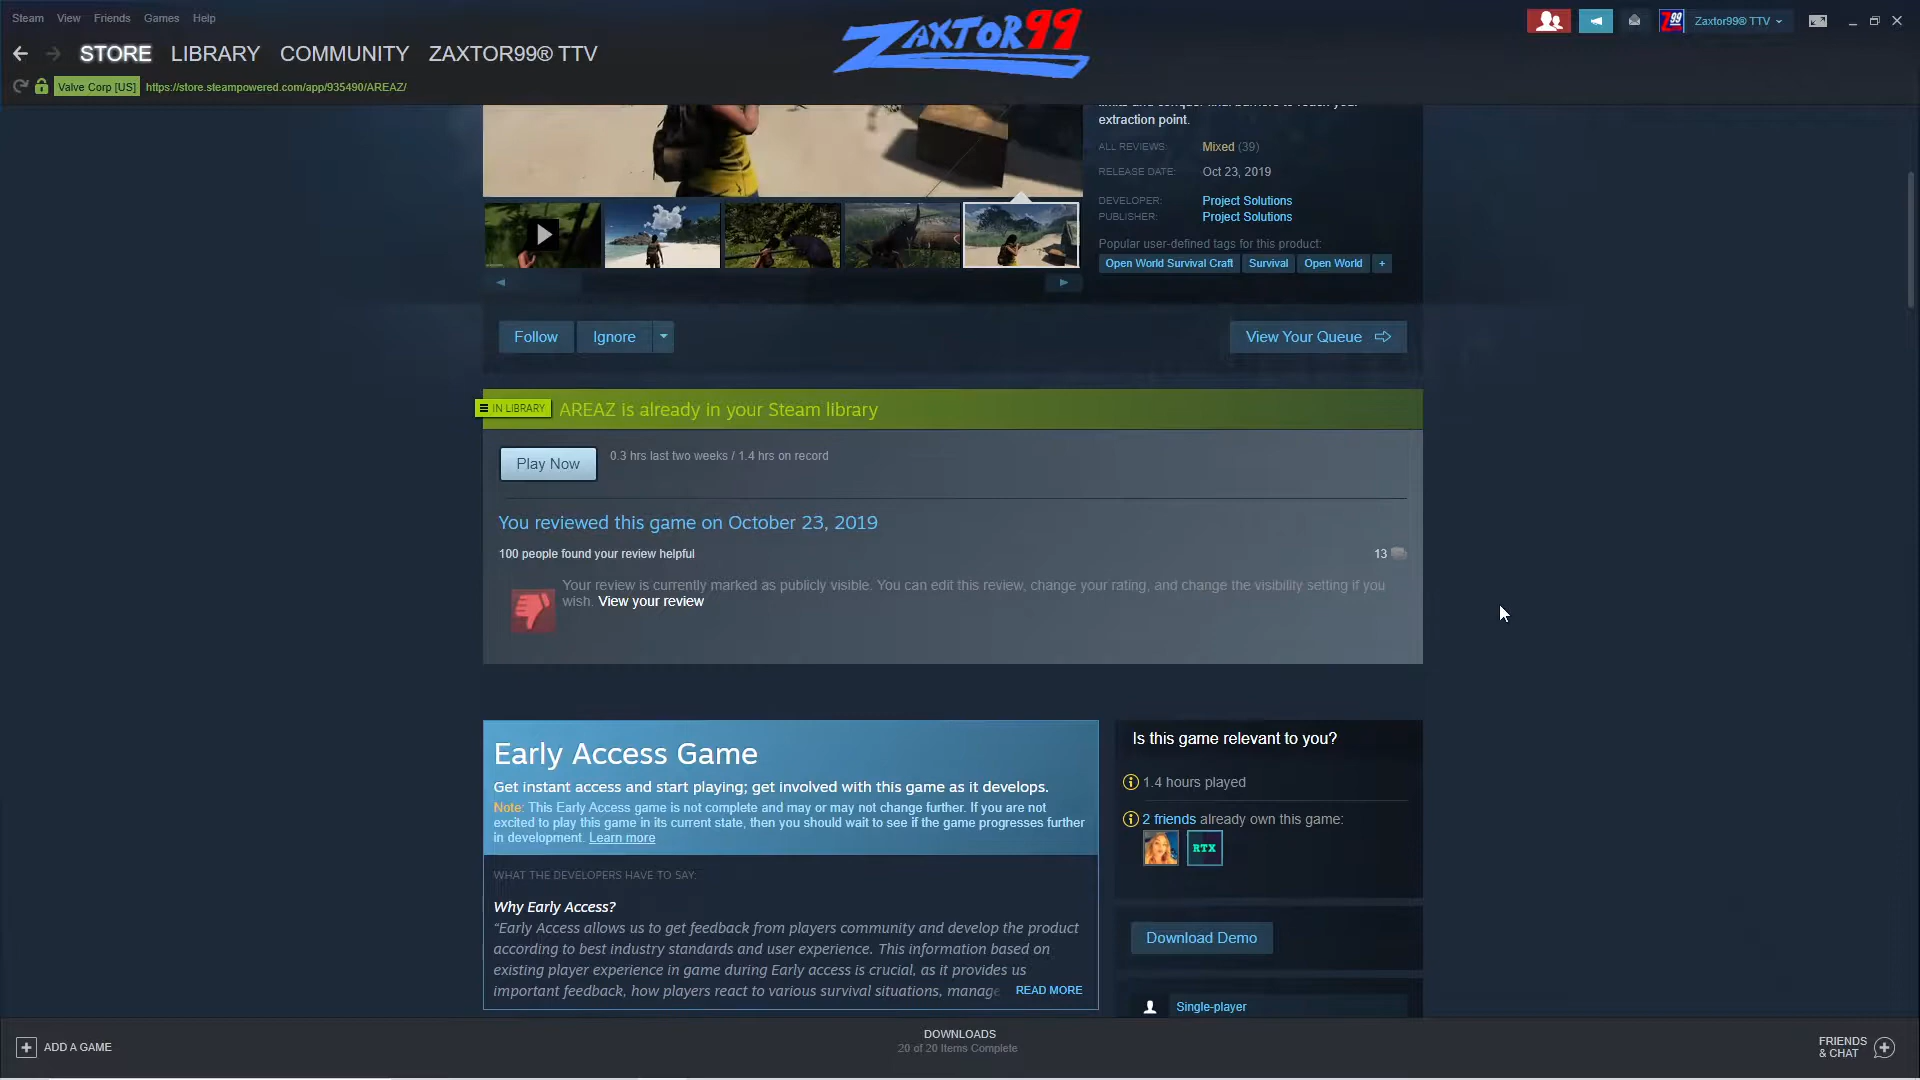 Steam View Friends Games Help
ZAXTOR99
Z99 Zaxtor99® TTV
STORE LIBRARY COMMUNITY ZAXTOR99® TTV
Valve Corp [US] https://store.steampowered.com/app/935490/AREAZ/
extraction point.
ALL REVIEWS: Mixed (39)
RELEASE DATE: Oct 23, 2019
DEVELOPER: Project Solutions
PUBLISHER: Project Solutions
Popular user-defined tags for this product:
Open World Survival Craft Survival Open World +
Follow Ignore View Your Queue
IN LIBRARY AREAZ is already in your Steam library
Play Now 0.3 hrs last two weeks / 1.4 hrs on record
You reviewed this game on October 23, 2019
100 people found your review helpful 13
Your review is currently marked as publicly visible. You can edit this review, change your rating, and change the visibility setting if you
wish. View your review
Early Access Game
Get instant access and start playing; get involved with this game as it develops.
Note: This Early Access game is not complete and may or may not change further. If you are not
excited to play this game in its current state, then you should wait to see if the game progresses further
in development. Learn more
WHAT THE DEVELOPERS HAVE TO SAY:
Why Early Access?
“Early Access allows us to get feedback from players community and develop the product
according to best industry standards and user experience. This information based on
existing player experience in game during Early access is crucial, as it provides us
important feedback, how players react to various survival situations, manage READ MORE
Is this game relevant to you?
1.4 hours played
2 friends already own this game:
RTX
Download Demo
Single-player
ADD A GAME
DOWNLOADS
20 of 20 Items Complete
FRIENDS
& CHAT